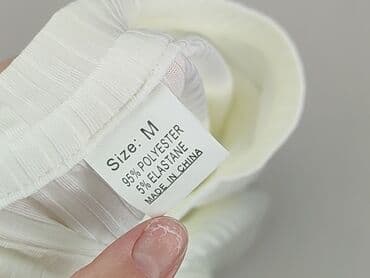 Size: M
95% POLYESTER
5% ELASTANE
MADE IN CHINA